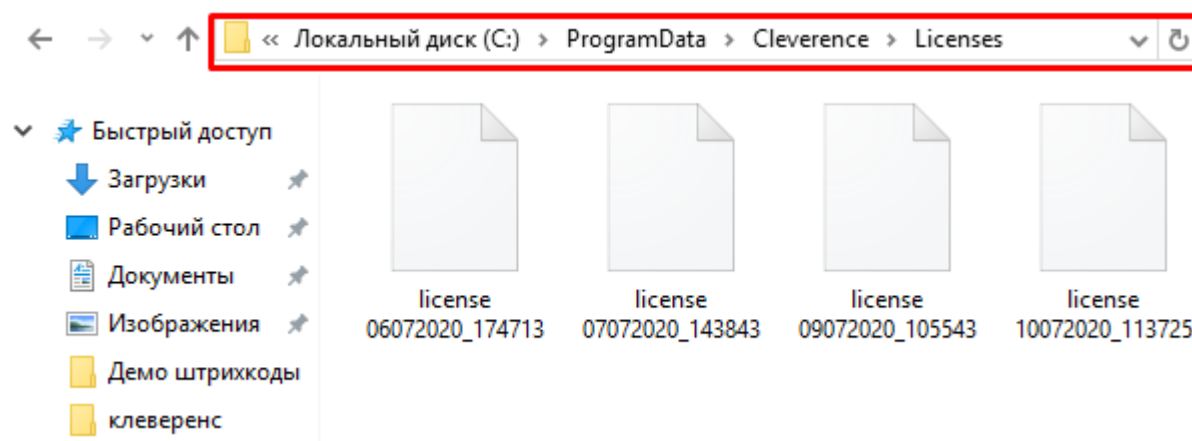 « Локальный диск (C:) > ProgramData > Cleverence > Licenses
Быстрый доступ
Загрузки
Рабочий стол
Документы
Изображения
Демо штрихкоды
клеверенс
license
06072020_174713
license
07072020_143843
license
09072020_105543
license
10072020_113725